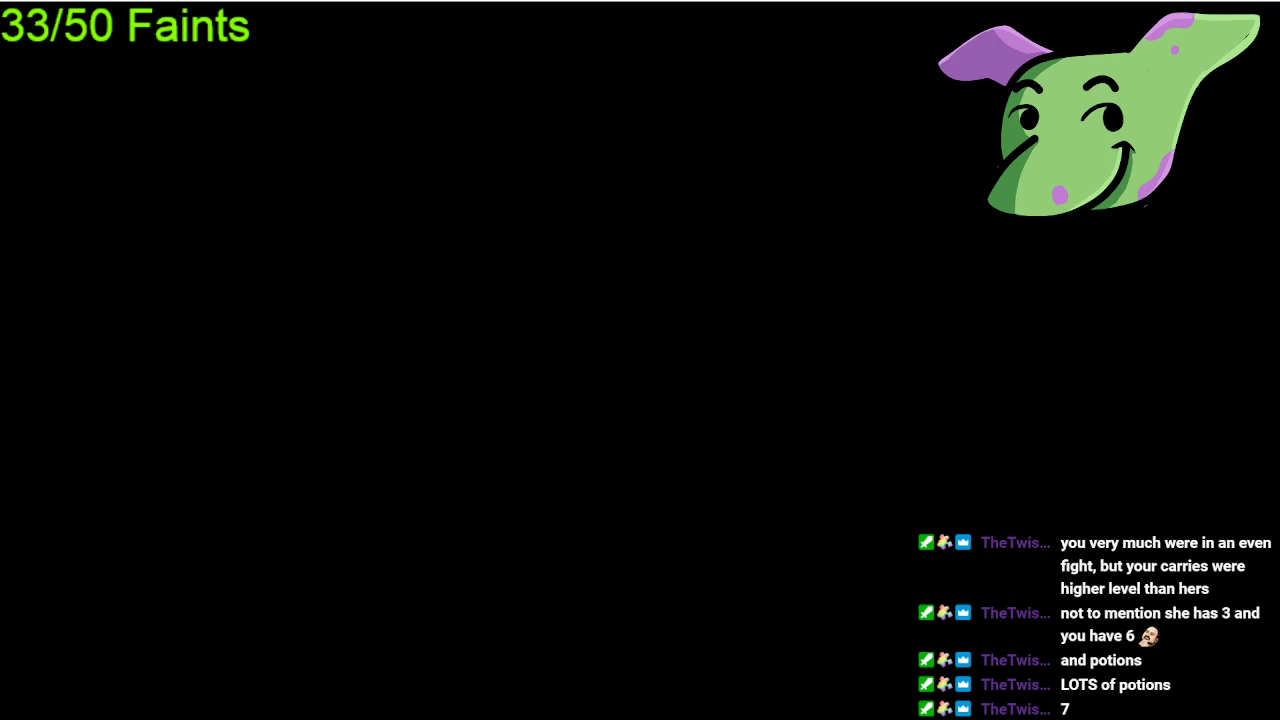 33/50 Faints
TheTwis... you very much were in an even
fight, but your carries were
higher level than hers
TheTwis... not to mention she has 3 and
you have 6
TheTwis... and potions
TheTwis... LOTS of potions
TheTwis... 7